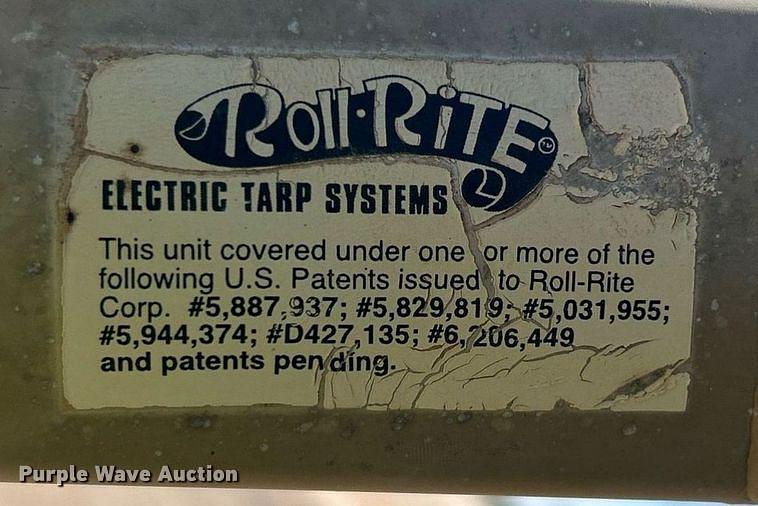 Roll·RiTE™
ELECTRIC TARP SYSTEMS
This unit covered under one or more of the
following U.S. Patents issued to Roll-Rite
Corp. #5,887,937; #5,829,819; #5,031,955;
#5,944,374; #D427,135; #6,206,449
and patents pending.
Purple Wave Auction